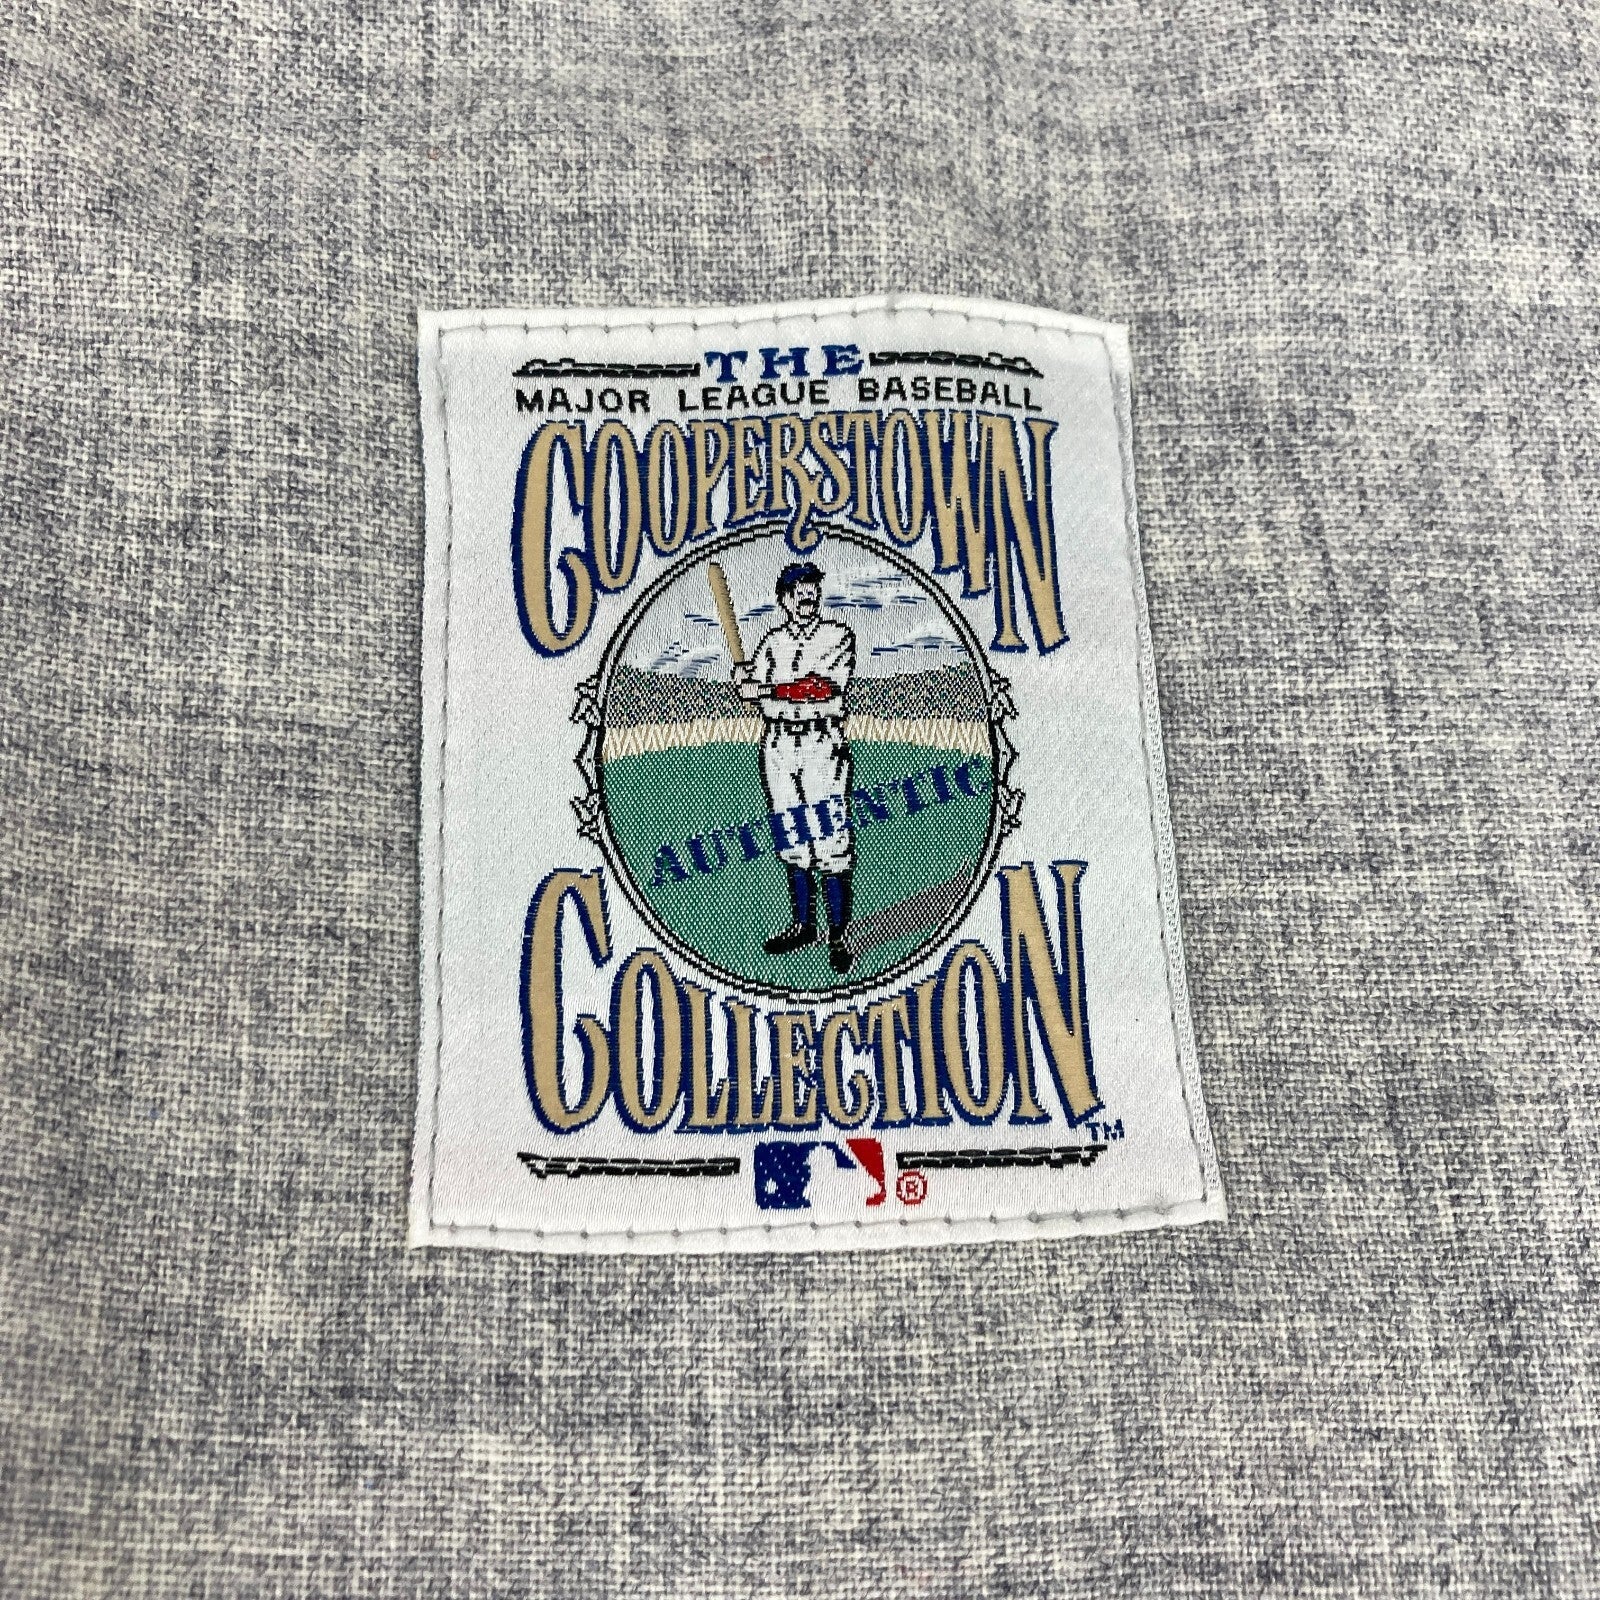 THE
MAJOR LEAGUE BASEBALL
COOPERSTOWN
AUTHENTIC
COLLECTION
TM
®